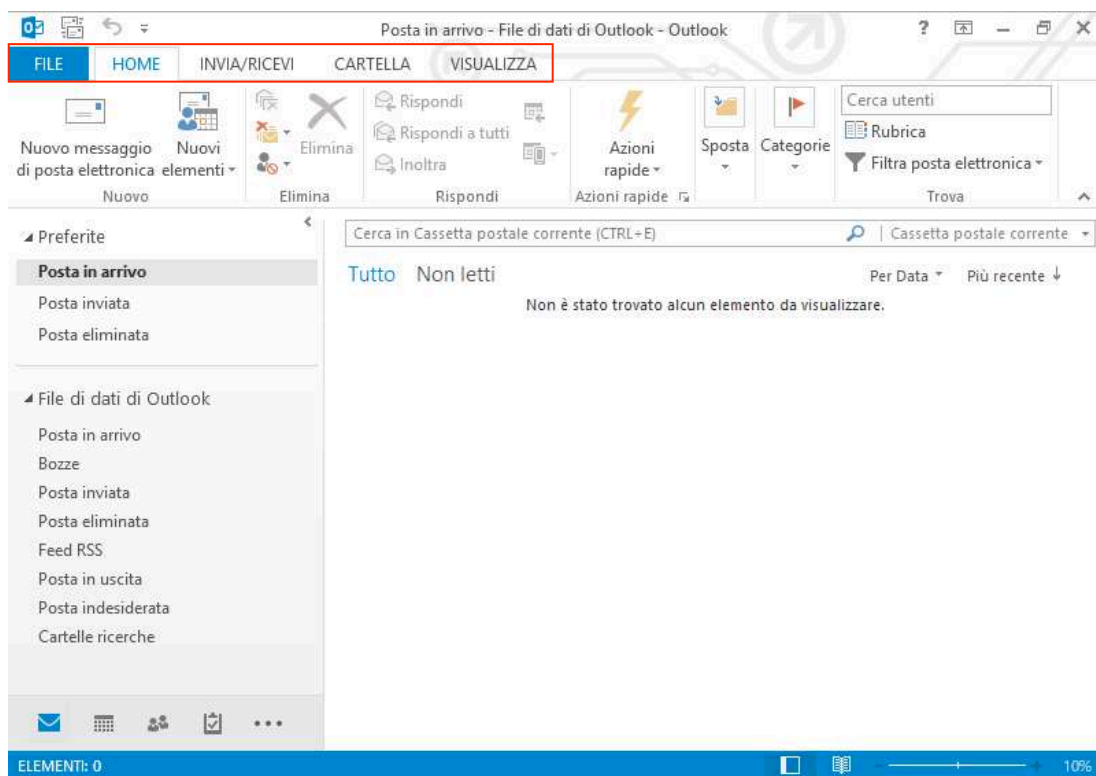 Posta in arrivo - File di dati di Outlook - Outlook
?
FILE HOME INVIA/RICEVI CARTELLA VISUALIZZA
Nuovo messaggio di posta elettronica
Nuovi elementi
Nuovo
Elimina
Elimina
Rispondi
Rispondi a tutti
Inoltra
Rispondi
Azioni rapide
Azioni rapide
Sposta
Categorie
Cerca utenti
Rubrica
Filtra posta elettronica
Trova
Preferite
Posta in arrivo
Posta inviata
Posta eliminata
File di dati di Outlook
Posta in arrivo
Bozze
Posta inviata
Posta eliminata
Feed RSS
Posta in uscita
Posta indesiderata
Cartelle ricerche
Cerca in Cassetta postale corrente (CTRL+E)
Cassetta postale corrente
Tutto Non letti
Per Data Più recente
Non è stato trovato alcun elemento da visualizzare.
ELEMENTI: 0
10%